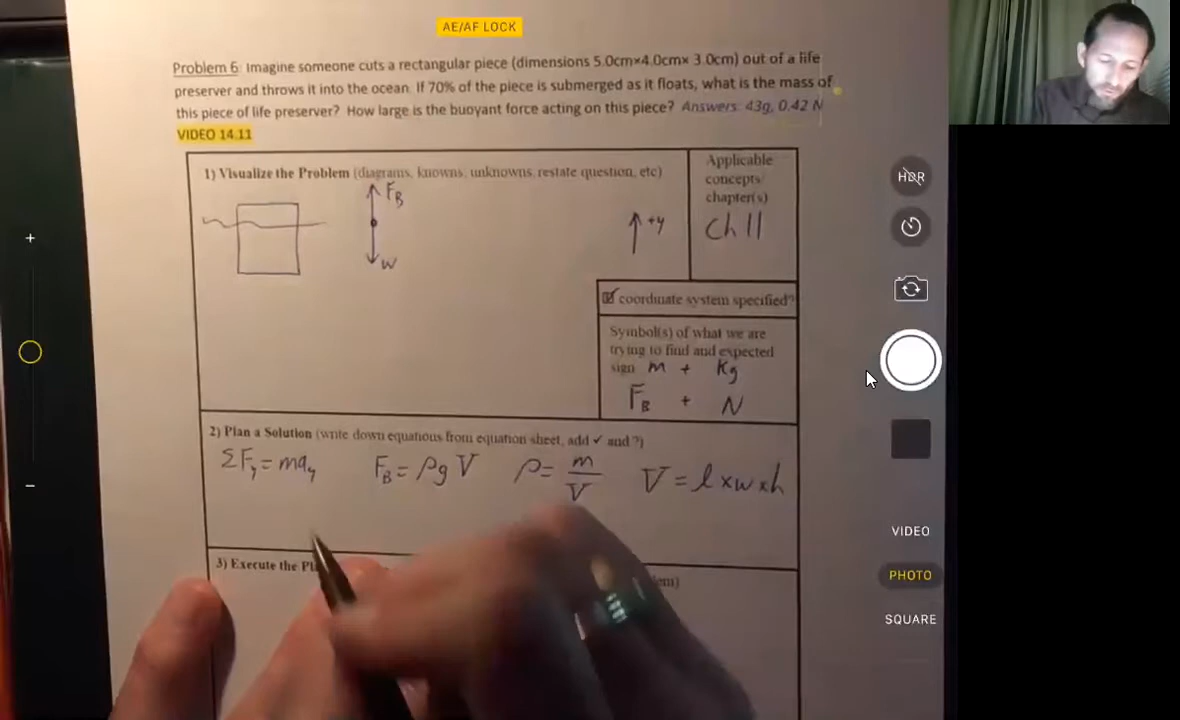 AE/AF LOCK
Problem 6: Imagine someone cuts a rectangular piece (dimensions 5.0cm×4.0cm× 3.0cm) out of a life
preserver and throws it into the ocean. If 70% of the piece is submerged as it floats, what is the mass of
this piece of life preserver? How large is the buoyant force acting on this piece? Answers: 43g, 0.42 N
VIDEO 14.11
1) Visualize the Problem (diagrams, knowns, unknowns, restate question, etc)
F_B
W
+y
Applicable
concepts/
chapter(s)
Ch 11
coordinate system specified?
Symbol(s) of what we are
trying to find and expected
sign m + Kg
F_B + N
2) Plan a Solution (write down equations from equation sheet, add ✓ and ?)
ΣF_y = ma_y F_B = ρgV ρ = m/V V = l × w × h
3) Execute the
HDR
VIDEO
PHOTO
SQUARE